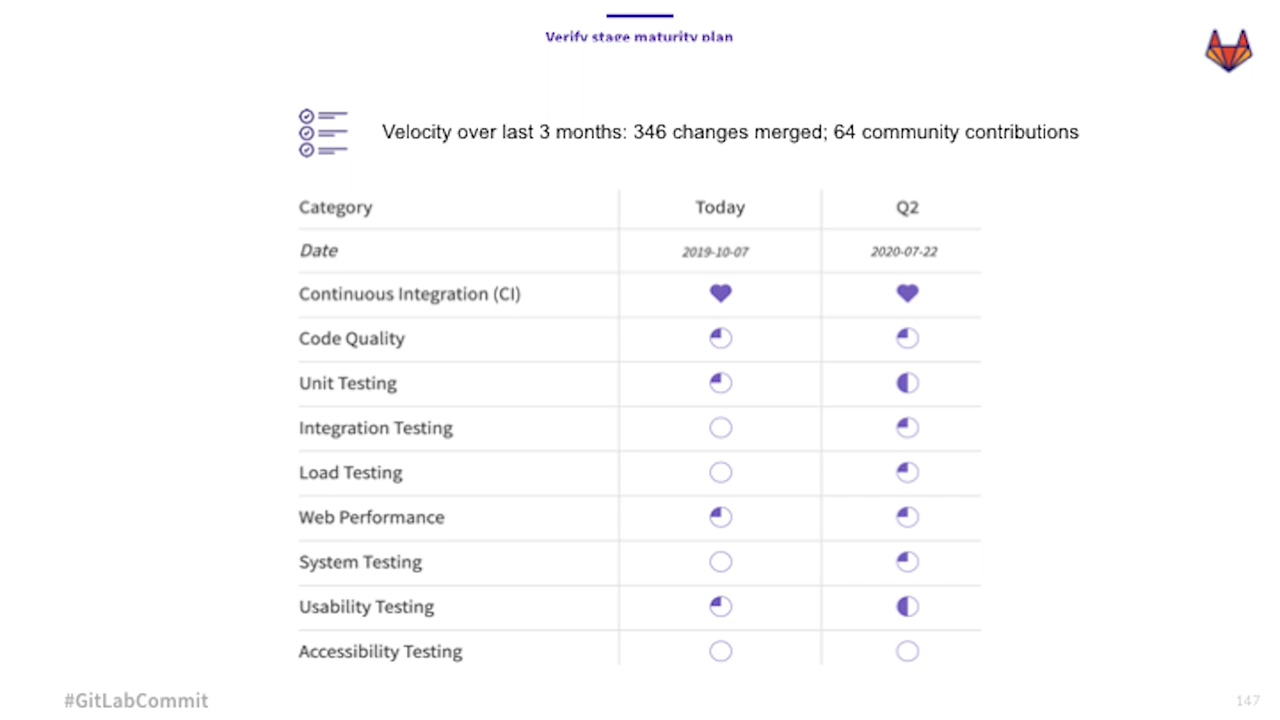 Verify stage maturity plan
Velocity over last 3 months: 346 changes merged; 64 community contributions
Category Today Q2
Date 2019-10-07 2020-07-22
Continuous Integration (CI)
Code Quality
Unit Testing
Integration Testing
Load Testing
Web Performance
System Testing
Usability Testing
Accessibility Testing
#GitLabCommit 147